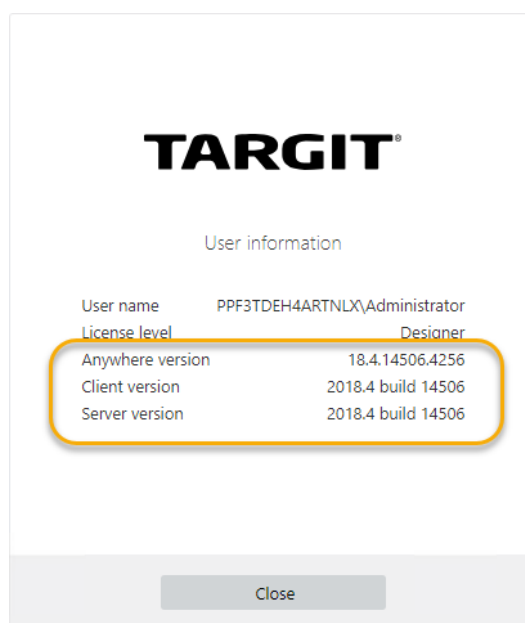 TARGIT®
User information
User name PPF3TDEH4ARTNLX\Administrator
License level Designer
Anywhere version 18.4.14506.4256
Client version 2018.4 build 14506
Server version 2018.4 build 14506
Close